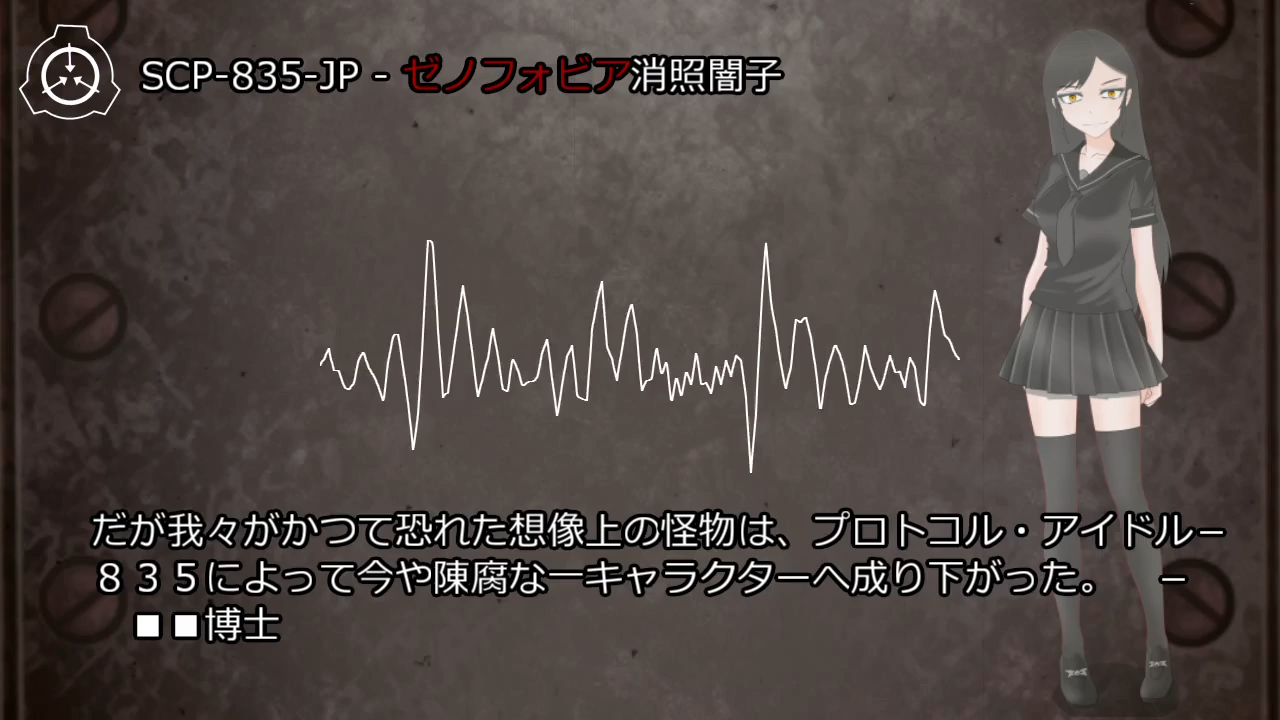 SCP-835-JP - ゼノフォビア消照闇子
だが我々がかつて恐れた想像上の怪物は、プロトコル・アイドル－
８３５によって今や陳腐な一キャラクターへ成り下がった。　－
■■博士